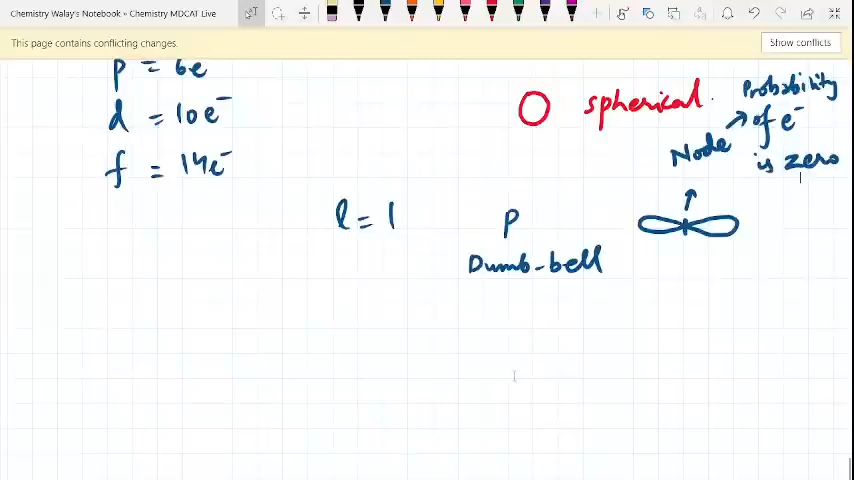 Chemistry Walay's Notebook » Chemistry MDCAT Live
This page contains conflicting changes.
Show conflicts
p = 6e
d = 10e⁻
f = 14e⁻
spherical.
Probability
of e⁻
is zero
Node
l = 1
p
Dumb-bell